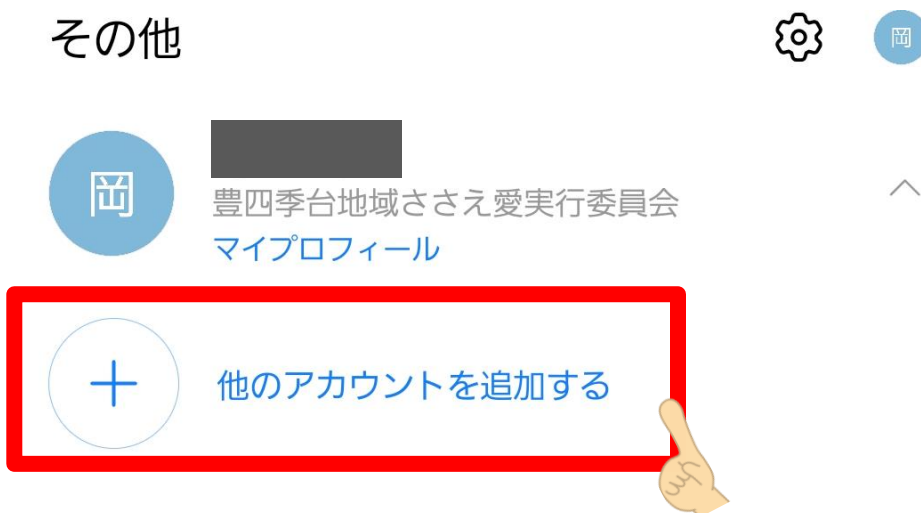 その他
岡
岡
豊四季台地域ささえ愛実行委員会
マイプロフィール
他のアカウントを追加する